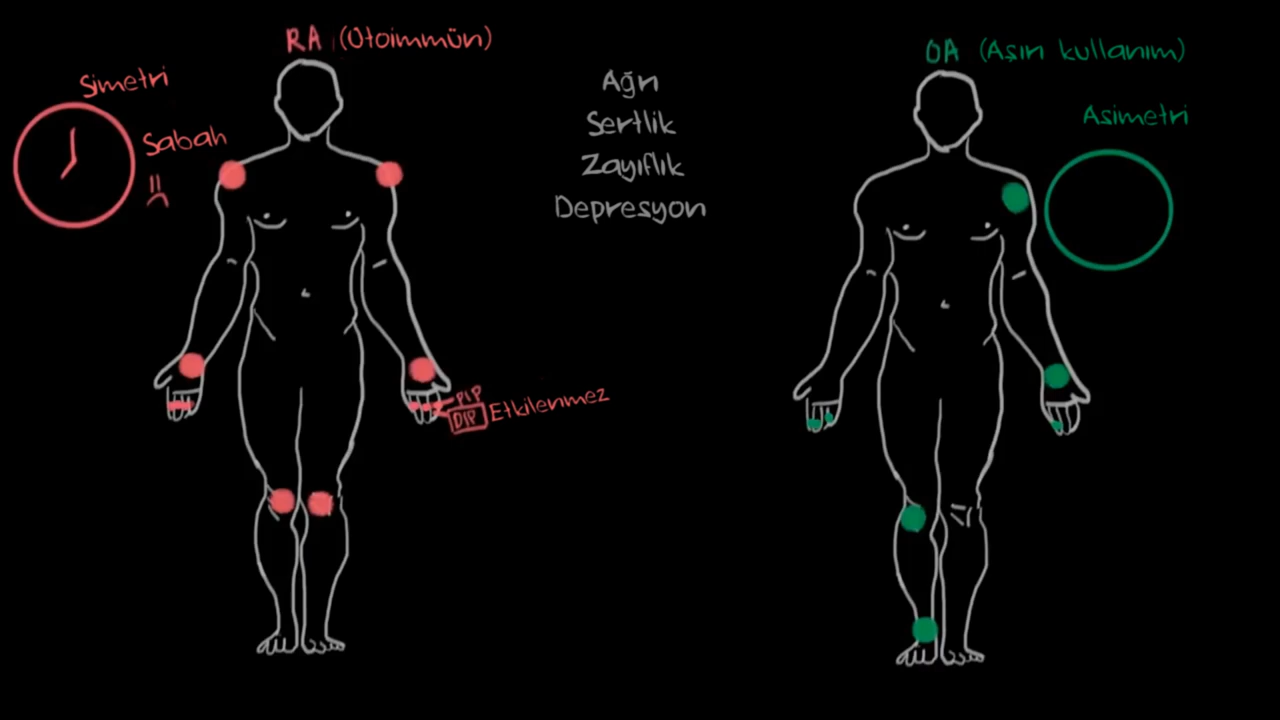 RA (Otoimmün)
Simetri
Sabah
PIP
DIP Etkilenmez
Ağrı
Sertlik
Zayıflık
Depresyon
OA (Aşırı kullanım)
Asimetri